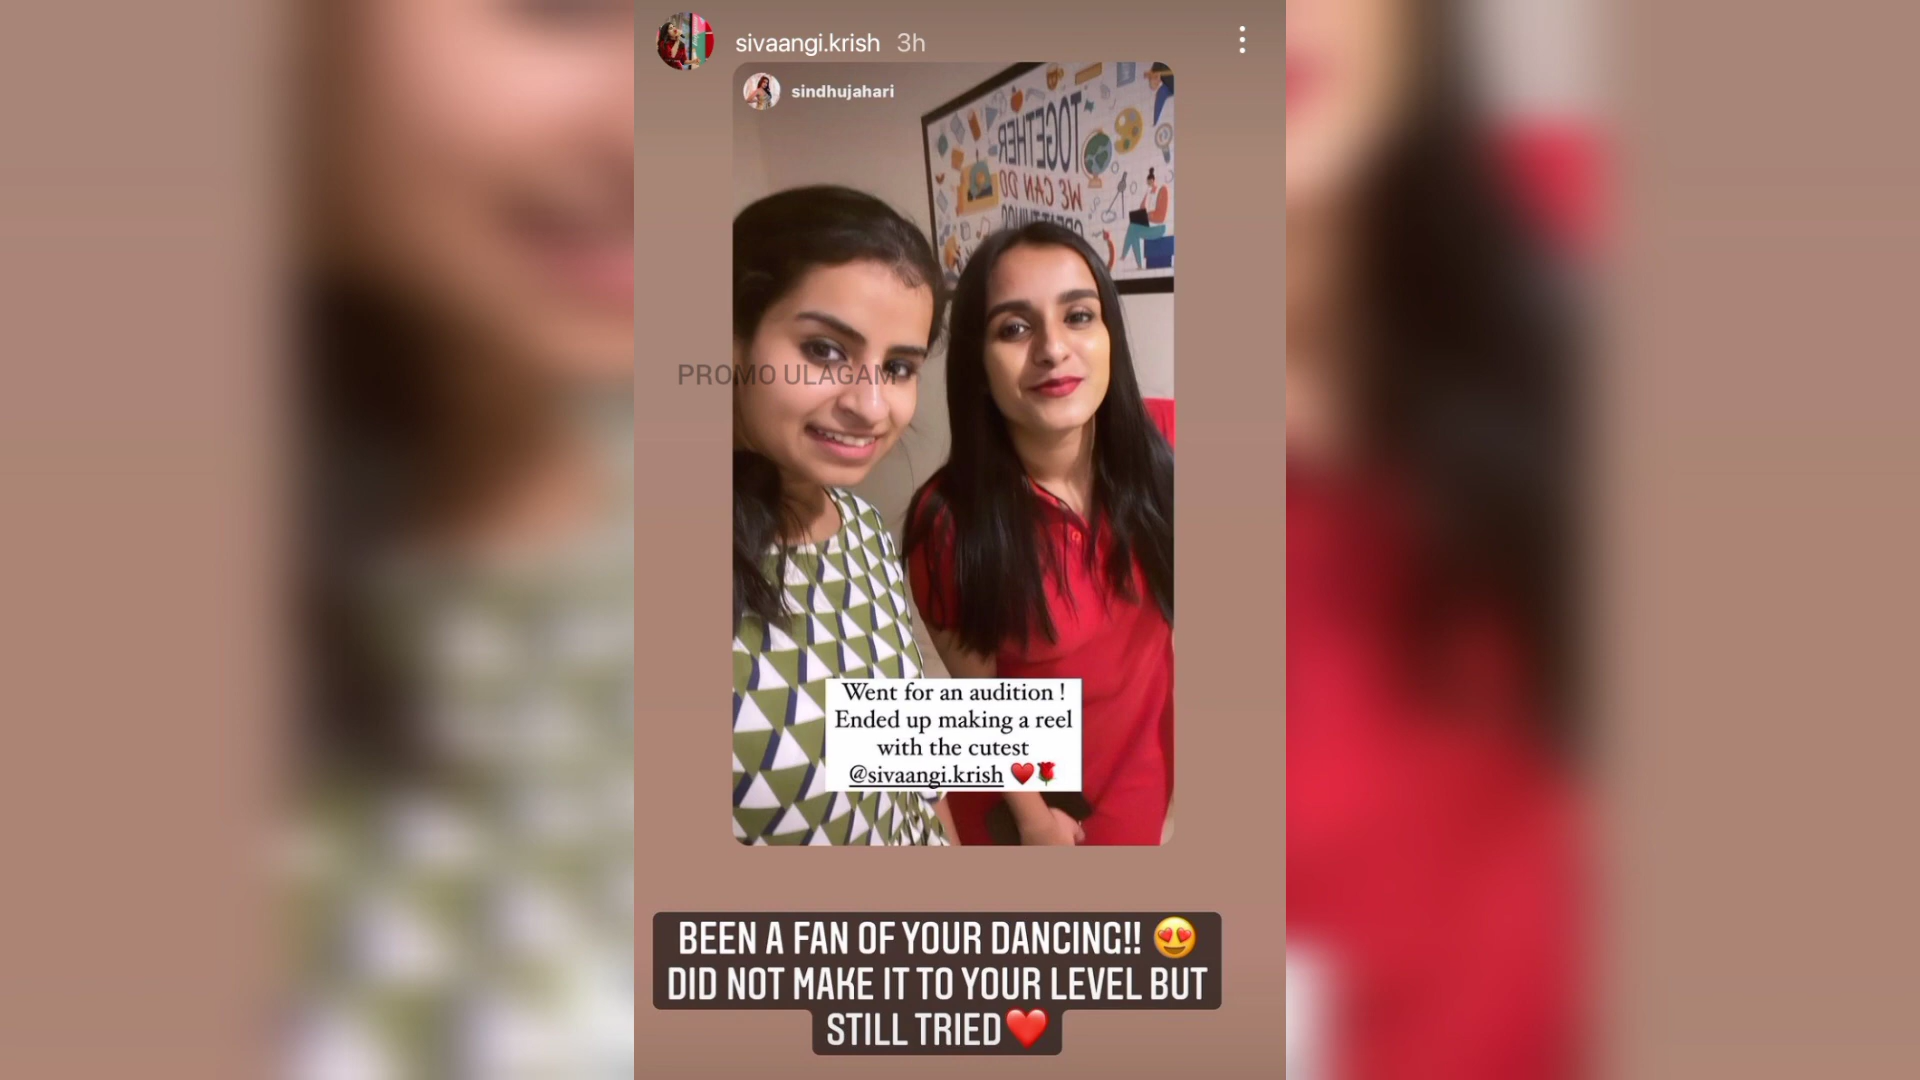 sivaangi.krish 3h
sindhujahari
TOGETHER
WE CAN DO
GREAT THINGS
PROMO ULAGAM
Went for an audition !
Ended up making a reel
with the cutest
@sivaangi.krish ❤️🌹
BEEN A FAN OF YOUR DANCING!! 😍
DID NOT MAKE IT TO YOUR LEVEL BUT
STILL TRIED❤️